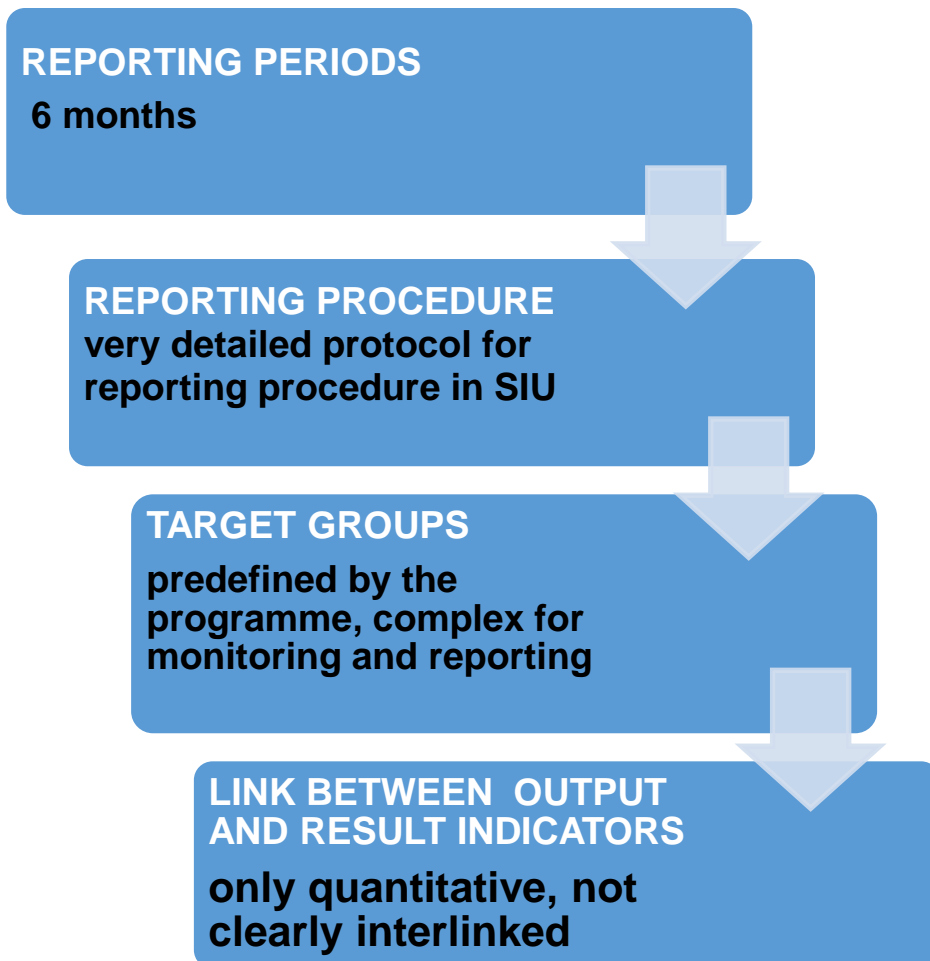 REPORTING PERIODS
6 months
REPORTING PROCEDURE
very detailed protocol for
reporting procedure in SIU
TARGET GROUPS
predefined by the
programme, complex for
monitoring and reporting
LINK BETWEEN OUTPUT
AND RESULT INDICATORS
only quantitative, not
clearly interlinked